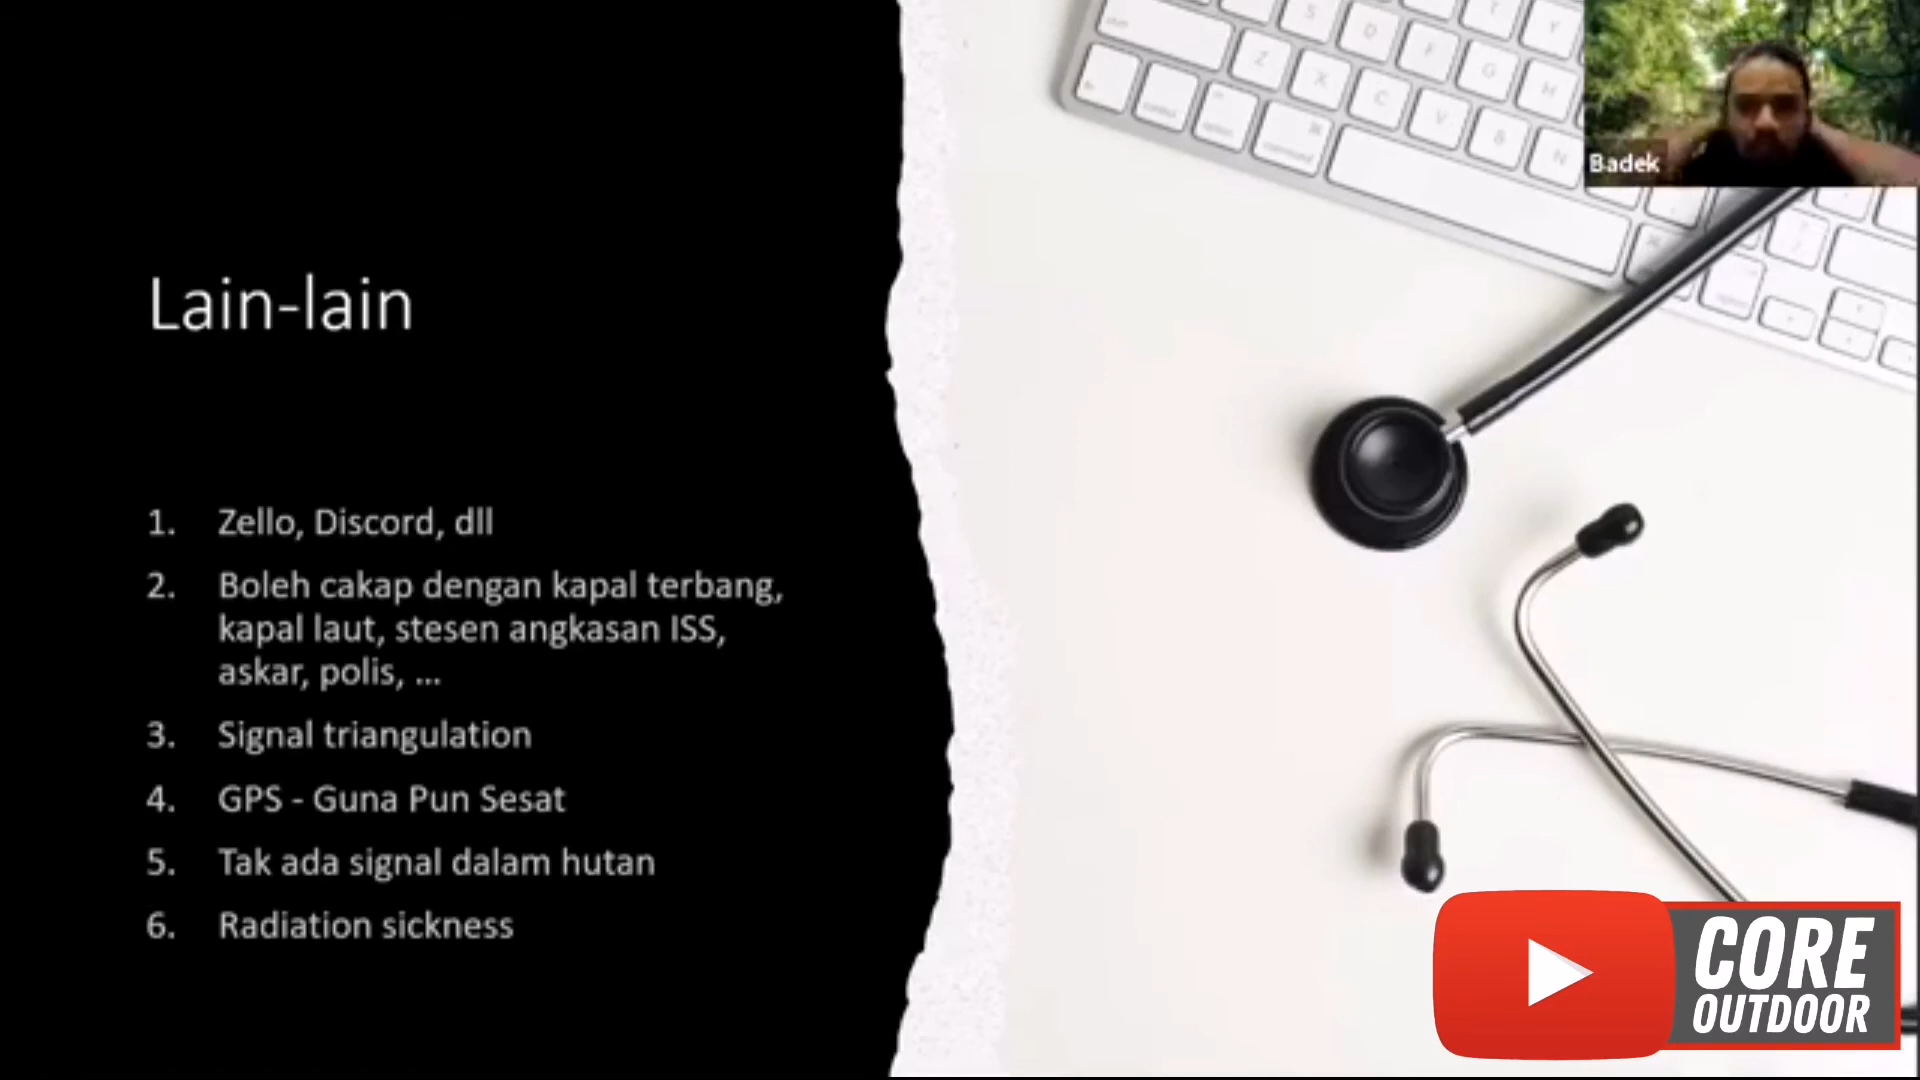 Lain-lain
1. Zello, Discord, dll
2. Boleh cakap dengan kapal terbang,
kapal laut, stesen angkasan ISS,
askar, polis, ...
3. Signal triangulation
4. GPS - Guna Pun Sesat
5. Tak ada signal dalam hutan
6. Radiation sickness
Badek
CORE
OUTDOOR